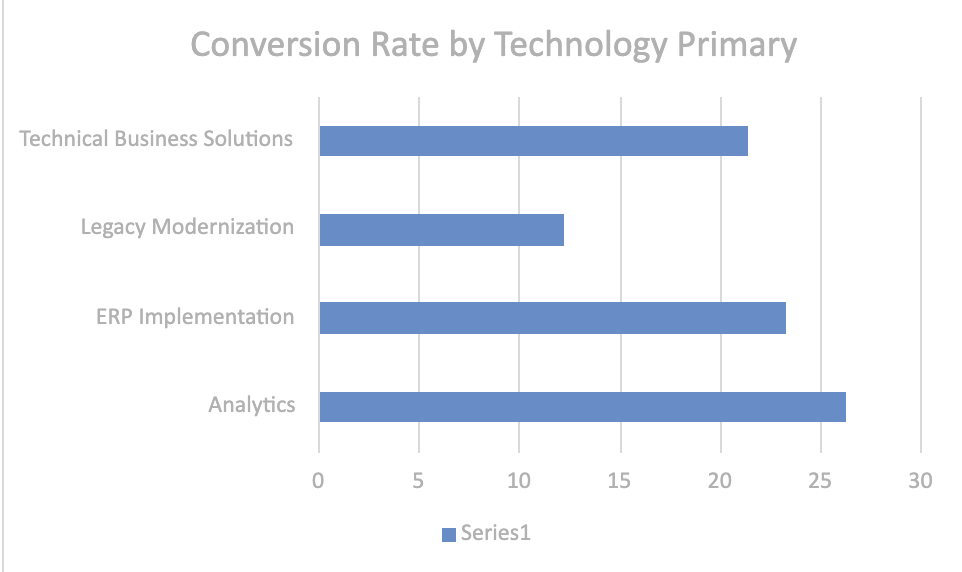 Conversion Rate by Technology Primary
Technical Business Solutions
Legacy Modernization
ERP Implementation
Analytics
0 5 10 15 20 25 30
Series1